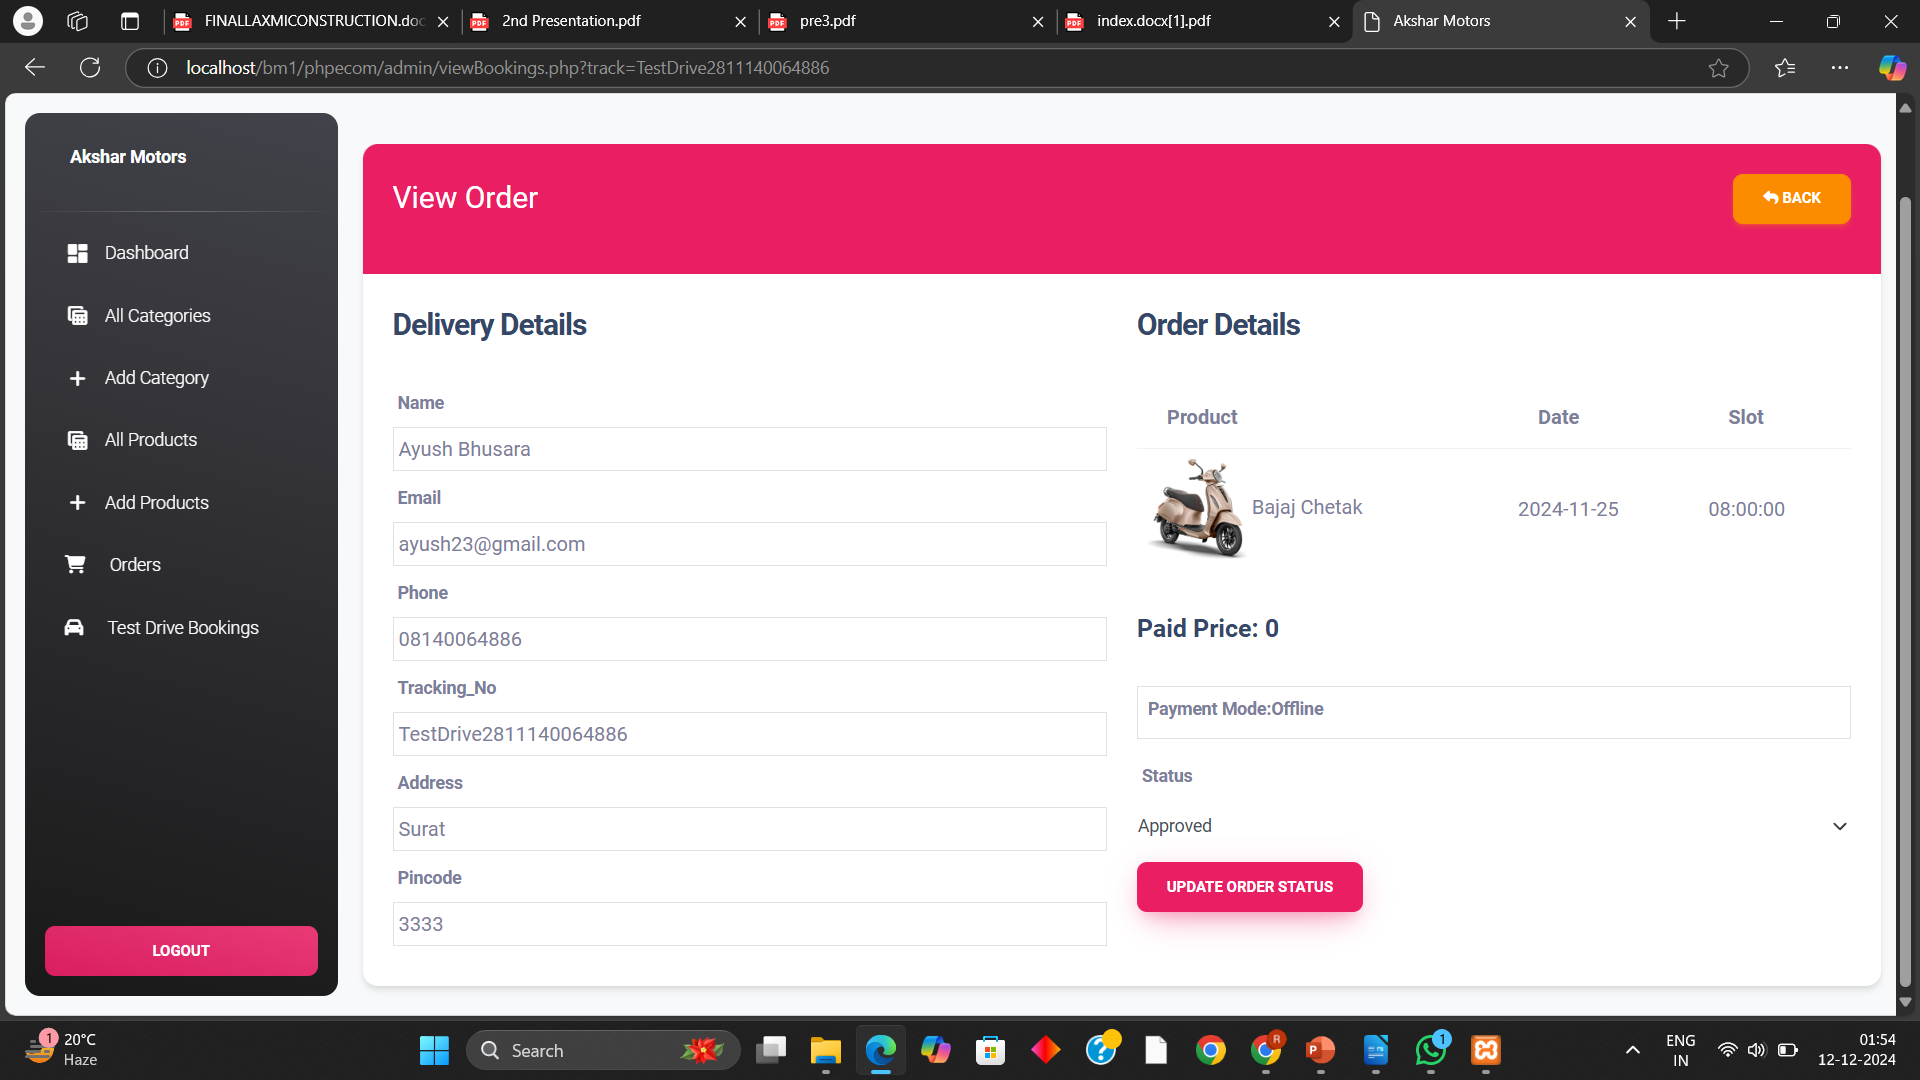 FINALLAXMICONSTRUCTION.doc
2nd Presentation.pdf
pre3.pdf
index.docx[1].pdf
Akshar Motors
localhost/bm1/phpecom/admin/viewBookings.php?track=TestDrive2811140064886
Akshar Motors
Dashboard
All Categories
Add Category
All Products
Add Products
Orders
Test Drive Bookings
LOGOUT
View Order
BACK
Delivery Details
Name
Ayush Bhusara
Email
ayush23@gmail.com
Phone
08140064886
Tracking_No
TestDrive2811140064886
Address
Surat
Pincode
3333
Order Details
Product Date Slot
Bajaj Chetak 2024-11-25 08:00:00
Paid Price: 0
Payment Mode:Offline
Status
Approved
UPDATE ORDER STATUS
1
20°C
Haze
Search
R
1
ENG
IN
01:54
12-12-2024